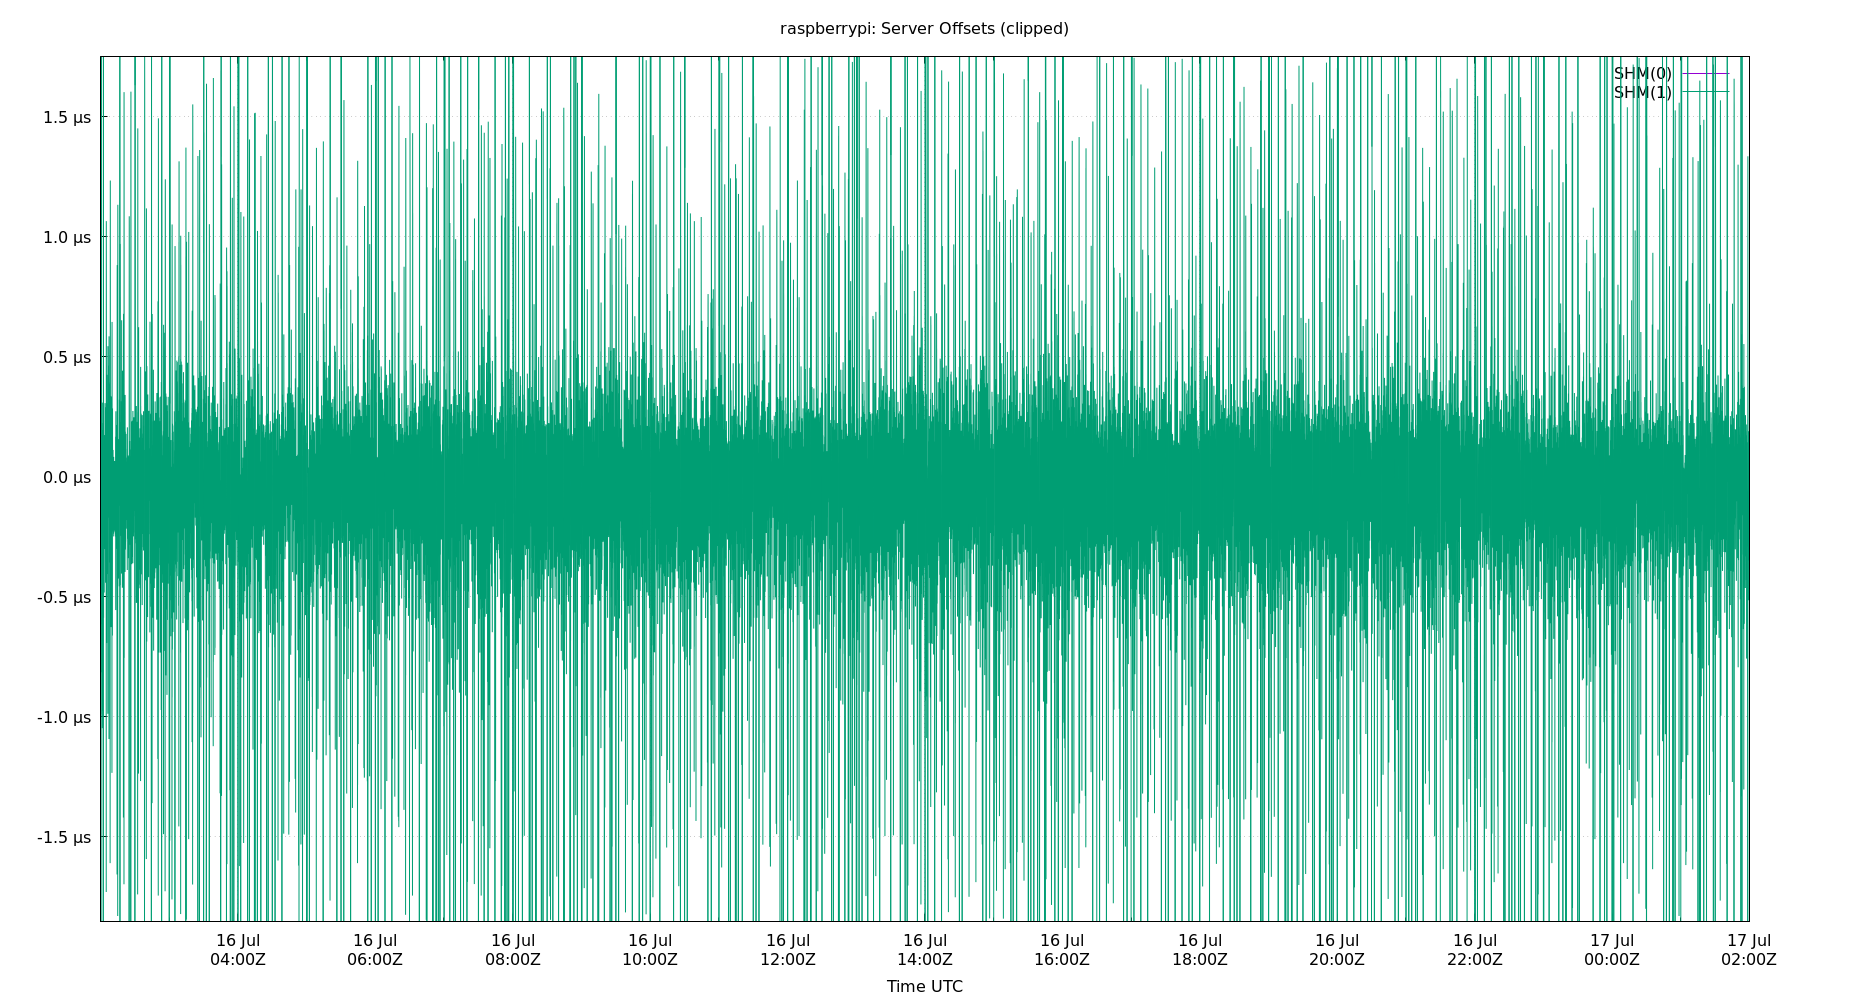 raspberrypi: Server Offsets (clipped)
SHM(0)
SHM(1)
1.5 µs
1.0 µs
0.5 µs
0.0 µs
-0.5 µs
-1.0 µs
-1.5 µs
16 Jul 16 Jul 16 Jul 16 Jul 16 Jul 16 Jul 16 Jul 16 Jul 16 Jul 16 Jul 17 Jul 17 Jul
04:00Z 06:00Z 08:00Z 10:00Z 12:00Z 14:00Z 16:00Z 18:00Z 20:00Z 22:00Z 00:00Z 02:00Z
Time UTC